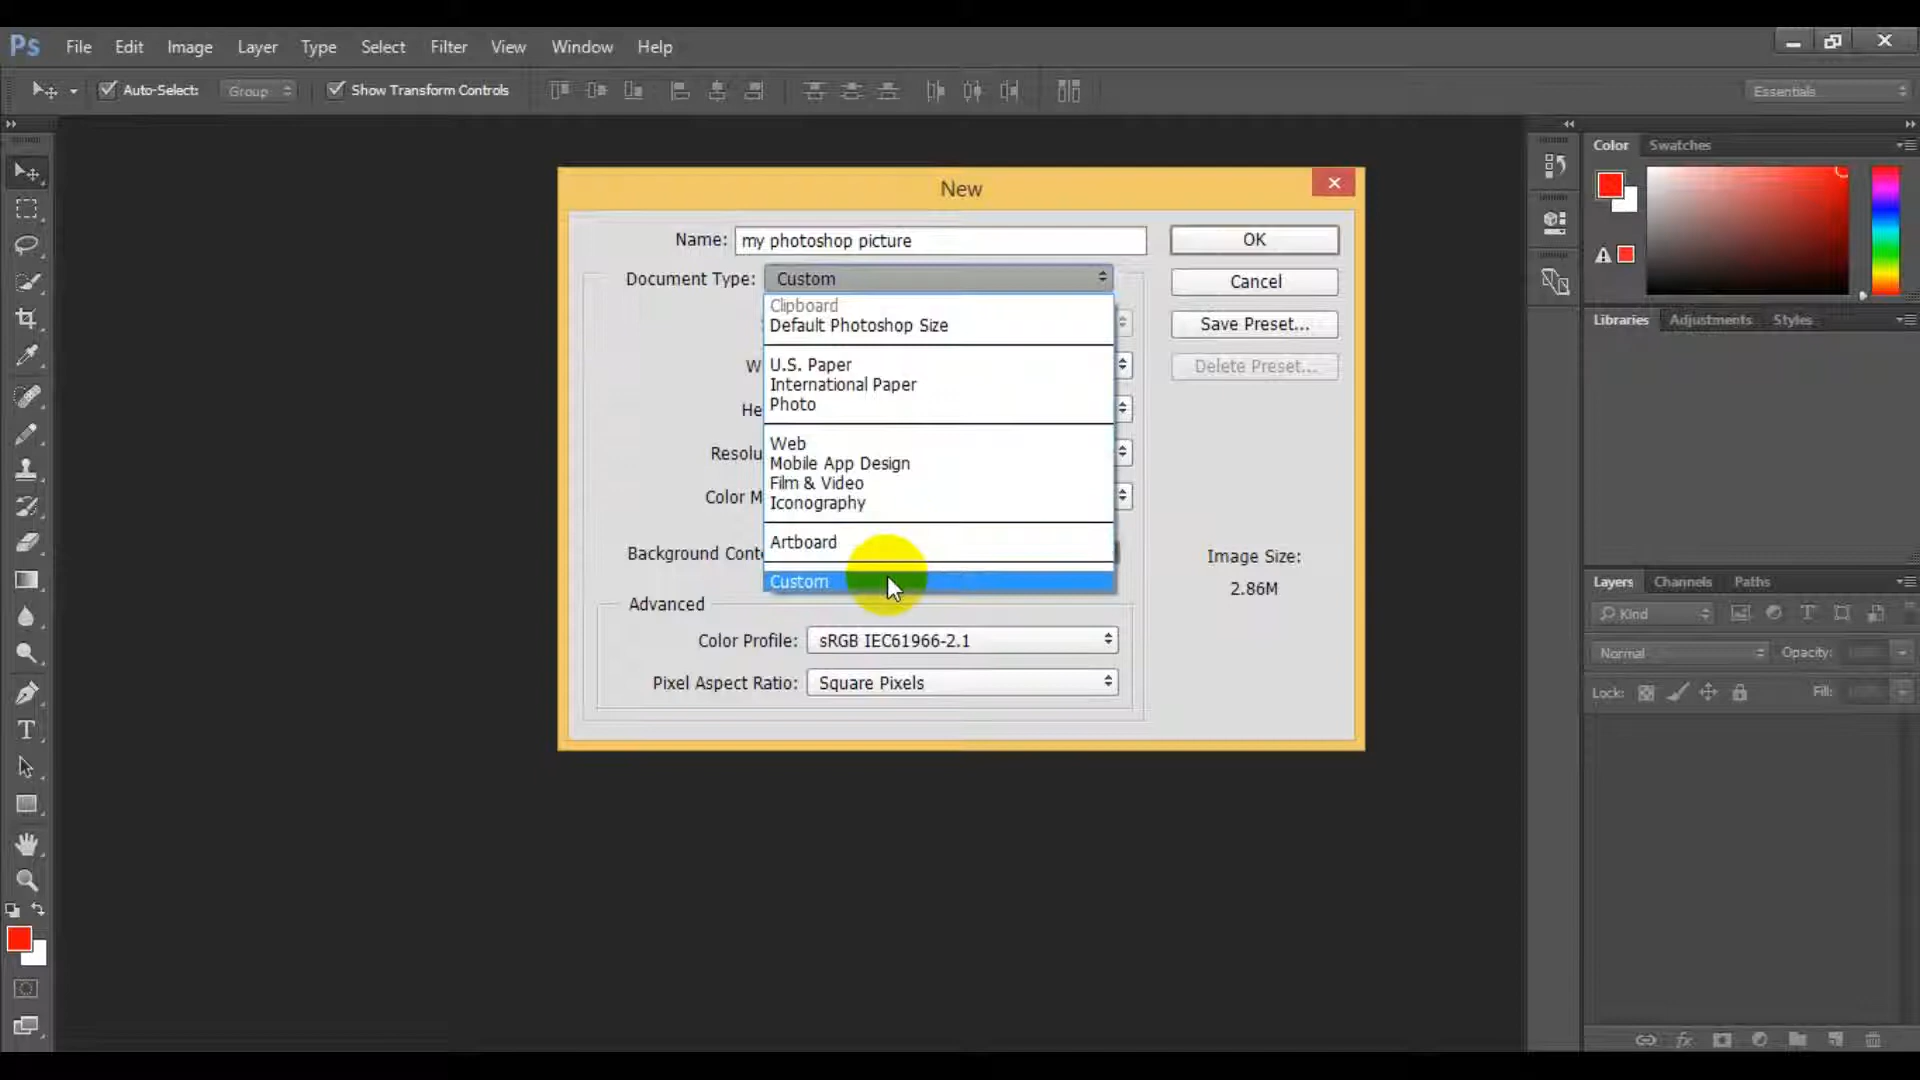 Ps File Edit Image Layer Type Select Filter View Window Help
Auto-Select: Group Show Transform Controls Essentials
New
Color Swatches
Name: my photoshop picture OK
Document Type: Custom Cancel
Clipboard
Default Photoshop Size Save Preset...
Libraries Adjustments Styles
W U.S. Paper Delete Preset...
International Paper
He Photo
Web
Resolu Mobile App Design
Film & Video
Color M Iconography
Artboard
Background Conte Image Size:
Custom 2.86M
Layers Channels Paths
Advanced
Kind
Color Profile: sRGB IEC61966-2.1
Normal Opacity:
Pixel Aspect Ratio: Square Pixels
Lock: Fill: